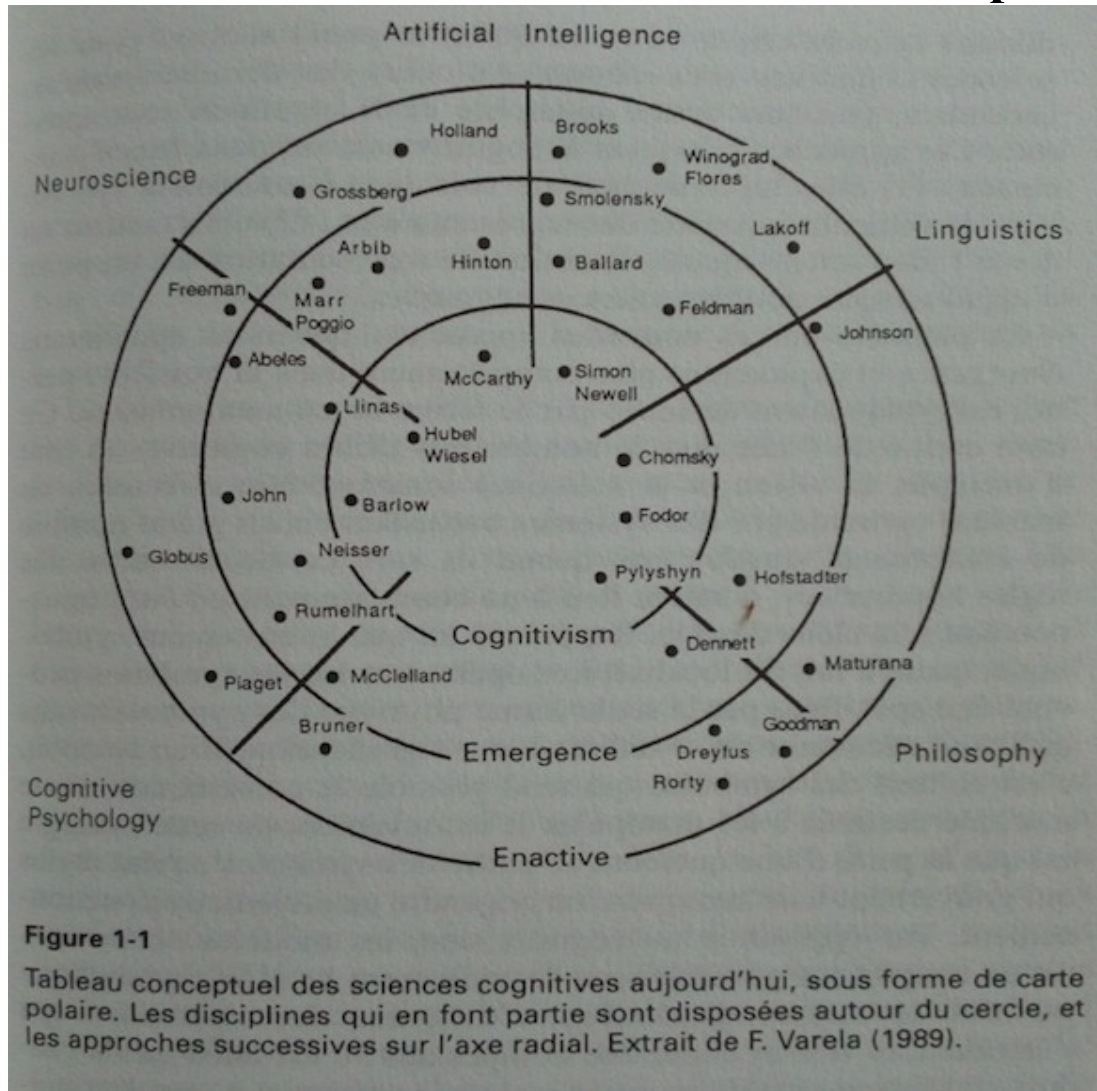 Artificial Intelligence
Holland
Brooks
Neuroscience
Winograd
Flores
Grossberg
Smolensky
Lakoff
Linguistics
Arbib
Hinton
Ballard
Freeman
Marr
Poggio
Feldman
Johnson
Abeles
McCarthy
Simon
Newell
Llinas
Hubel
Wiesel
Chomsky
John
Barlow
Fodor
Globus
Neisser
Pylyshyn
Hofstadter
Rumelhart
Cognitivism
Dennett
Maturana
Piaget
McClelland
Bruner
Goodman
Emergence
Dreyfus
Philosophy
Rorty
Cognitive
Psychology
Enactive
Figure 1-1
Tableau conceptuel des sciences cognitives aujourd'hui, sous forme de carte
polaire. Les disciplines qui en font partie sont disposées autour du cercle, et
les approches successives sur l'axe radial. Extrait de F. Varela (1989).